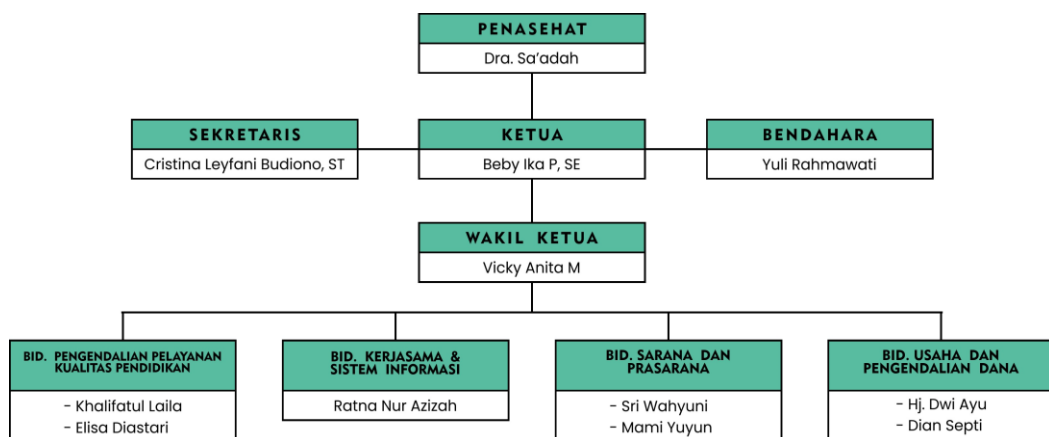 PENASEHAT
Dra. Sa'adah
SEKRETARIS
Cristina Leyfani Budiono, ST
KETUA
Beby Ika P, SE
BENDAHARA
Yuli Rahmawati
WAKIL KETUA
Vicky Anita M
BID. PENGENDALIAN PELAYANAN
KUALITAS PENDIDIKAN
- Khalifatul Laila
- Elisa Diastari
BID. KERJASAMA &
SISTEM INFORMASI
Ratna Nur Azizah
BID. SARANA DAN
PRASARANA
- Sri Wahyuni
- Mami Yuyun
BID. USAHA DAN
PENGENDALIAN DANA
- Hj. Dwi Ayu
- Dian Septi